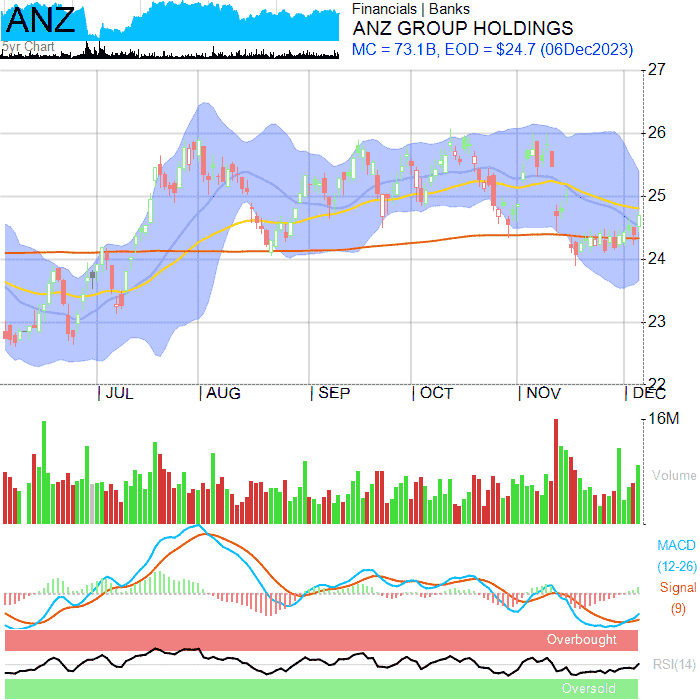 ANZ
5yr Chart
Financials | Banks
ANZ GROUP HOLDINGS
MC = 73.1B, EOD = $24.7 (06Dec2023)
27
26
25
24
23
22
JUL
AUG
SEP
OCT
NOV
DEC
16M
Volume
MACD
(12-26)
Signal
(9)
Overbought
RSI(14)
Oversold